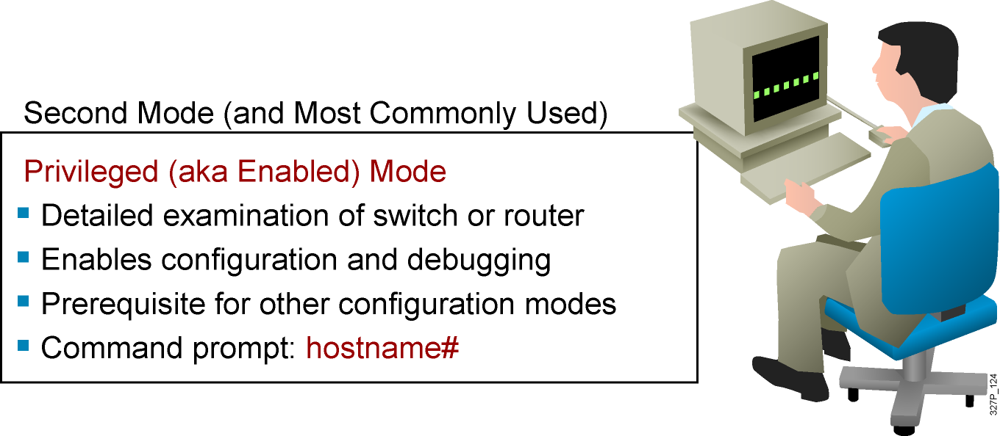 Second Mode (and Most Commonly Used)
Privileged (aka Enabled) Mode
Detailed examination of switch or router
Enables configuration and debugging
Prerequisite for other configuration modes
Command prompt: hostname#
327P_124